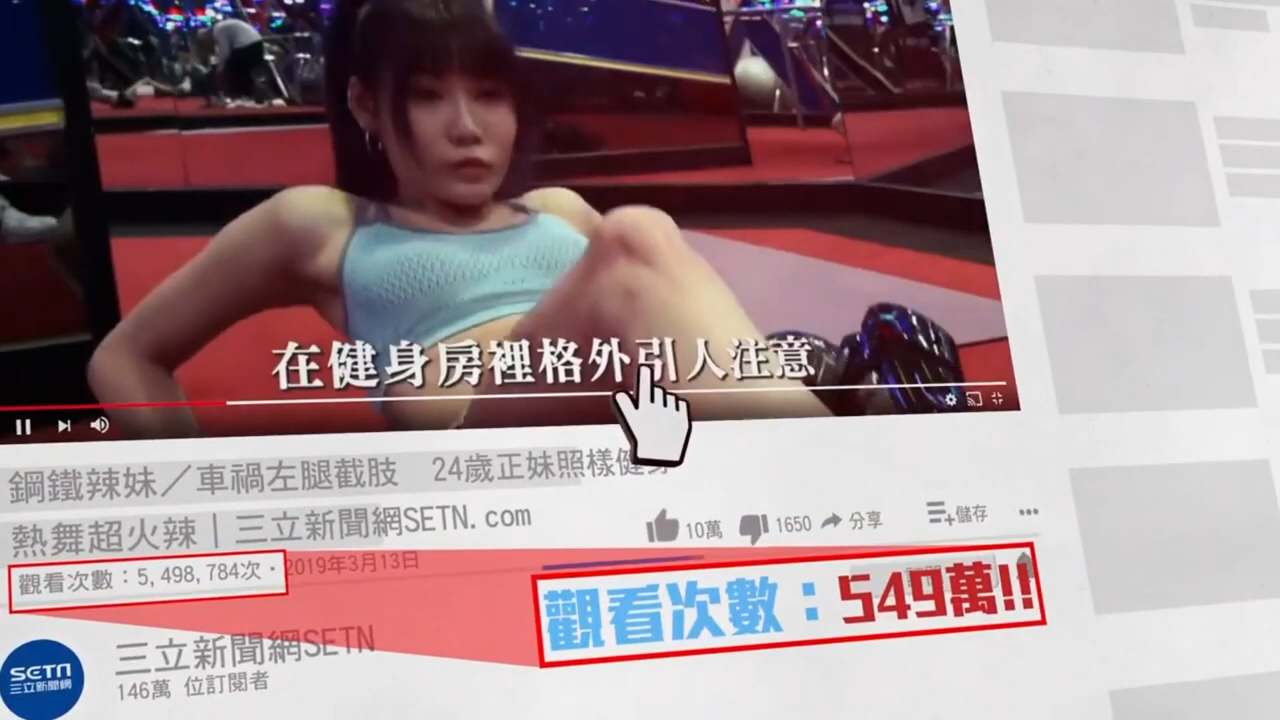 在健身房裡格外引人注意
鋼鐵辣妹／車禍左腿截肢 24歲正妹照樣健身
熱舞超火辣｜三立新聞網SETN.com
10萬 1650 分享 儲存
觀看次數：5,498,784次・2019年3月13日
觀看次數：549萬!!
三立新聞網SETN
146萬 位訂閱者
SETN
三立新聞網